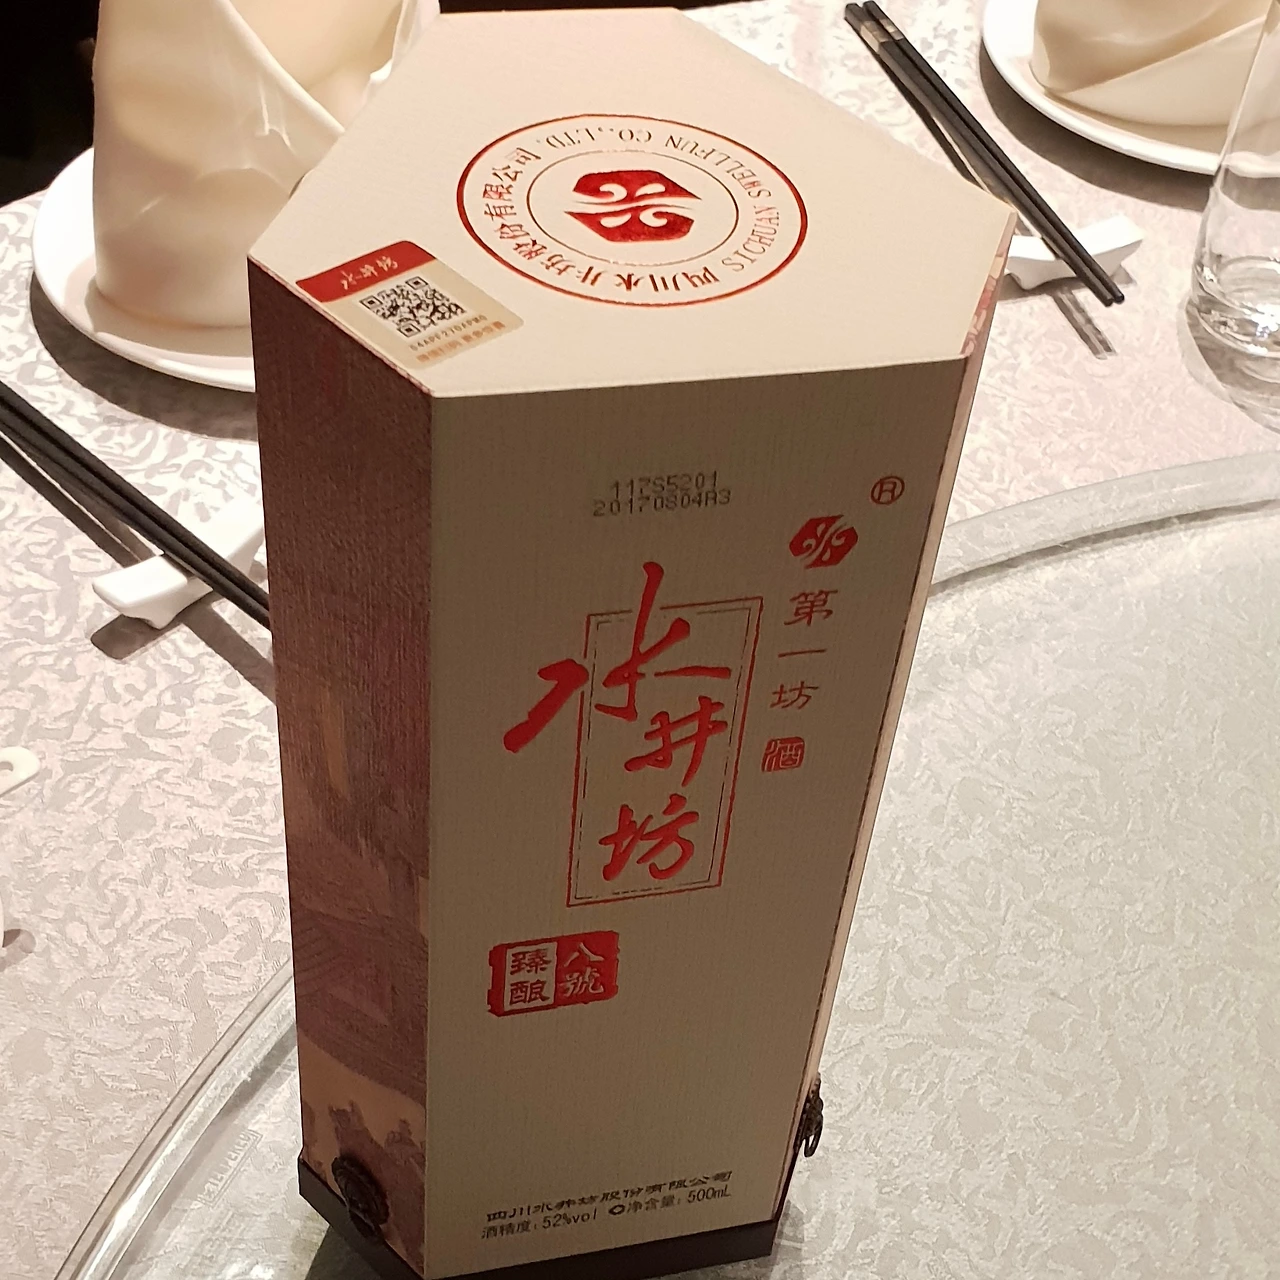 四川水井坊股份有限公司
SICHUAN SWELLFUN CO.,LTD.
水井坊
117S5201
20170804A3
®
第一坊
酒
水井坊
臻酿
八號
四川水井坊股份有限公司
酒精度：52%vol 净含量：500mL